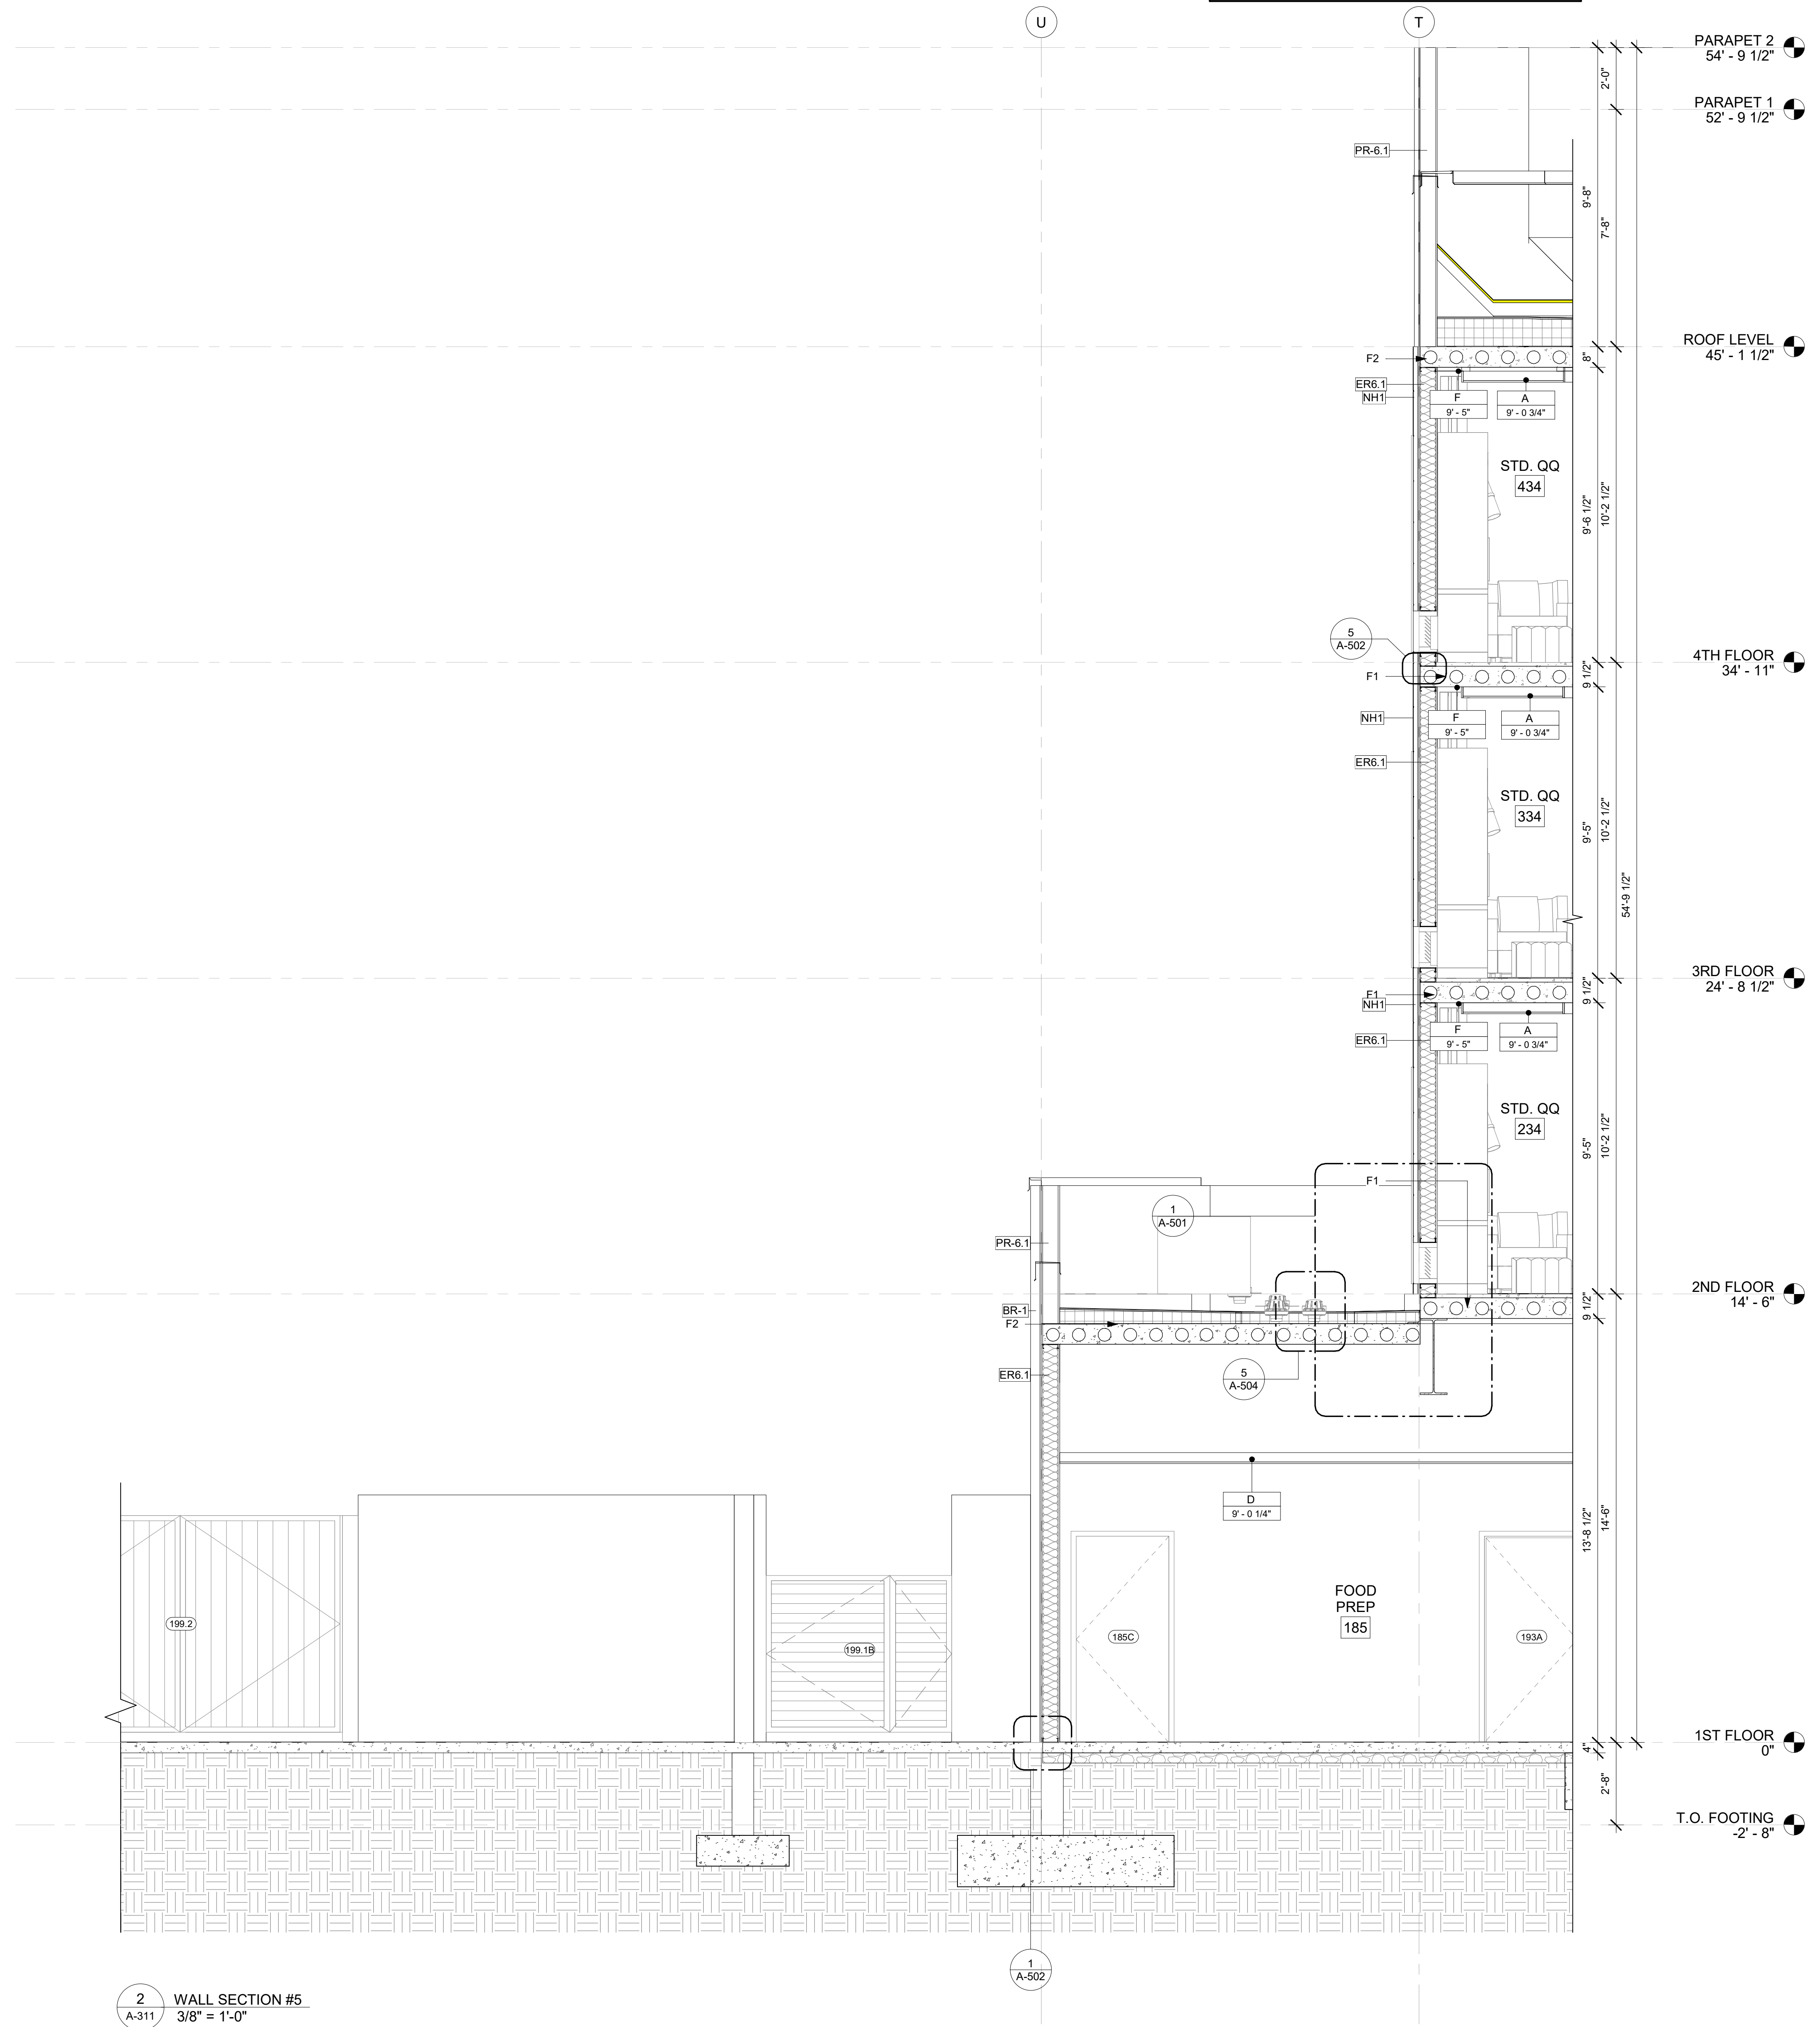 U
T
PARAPET 2
54' - 9 1/2"
2'-0"
PARAPET 1
52' - 9 1/2"
PR-6.1
9'-8"
7'-8"
ROOF LEVEL
45' - 1 1/2"
F2
8"
ER6.1
NH1
F
9' - 5"
A
9' - 0 3/4"
STD. QQ
434
9'-6 1/2"
10'-2 1/2"
5
A-502
4TH FLOOR
34' - 11"
F1
9 1/2"
NH1
F
9' - 5"
A
9' - 0 3/4"
ER6.1
STD. QQ
334
9'-5"
10'-2 1/2"
54'-9 1/2"
3RD FLOOR
24' - 8 1/2"
F1
9 1/2"
NH1
F
9' - 5"
A
9' - 0 3/4"
ER6.1
STD. QQ
234
9'-5"
10'-2 1/2"
F1
1
A-501
PR-6.1
2ND FLOOR
14' - 6"
9 1/2"
BR-1
F2
ER6.1
5
A-504
D
9' - 0 1/4"
13'-8 1/2"
14'-6"
FOOD
PREP
185
199.2
199.1B
185C
193A
1ST FLOOR
0"
4"
2'-8"
T.O. FOOTING
-2' - 8"
1
A-502
2
A-311
WALL SECTION #5
3/8" = 1'-0"